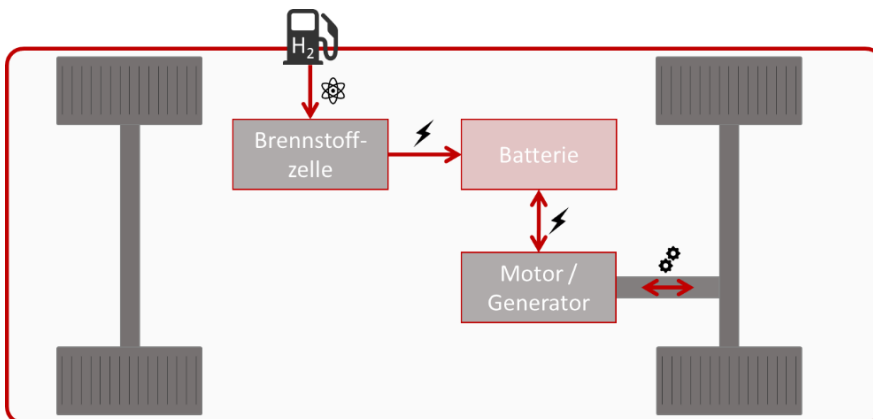 H₂
Brennstoff-
zelle
Batterie
Motor /
Generator